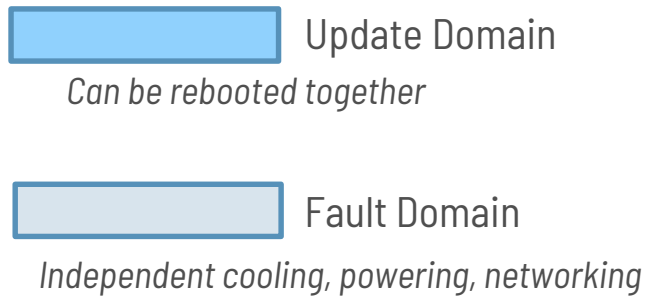 Update Domain
Can be rebooted together
Fault Domain
Independent cooling, powering, networking